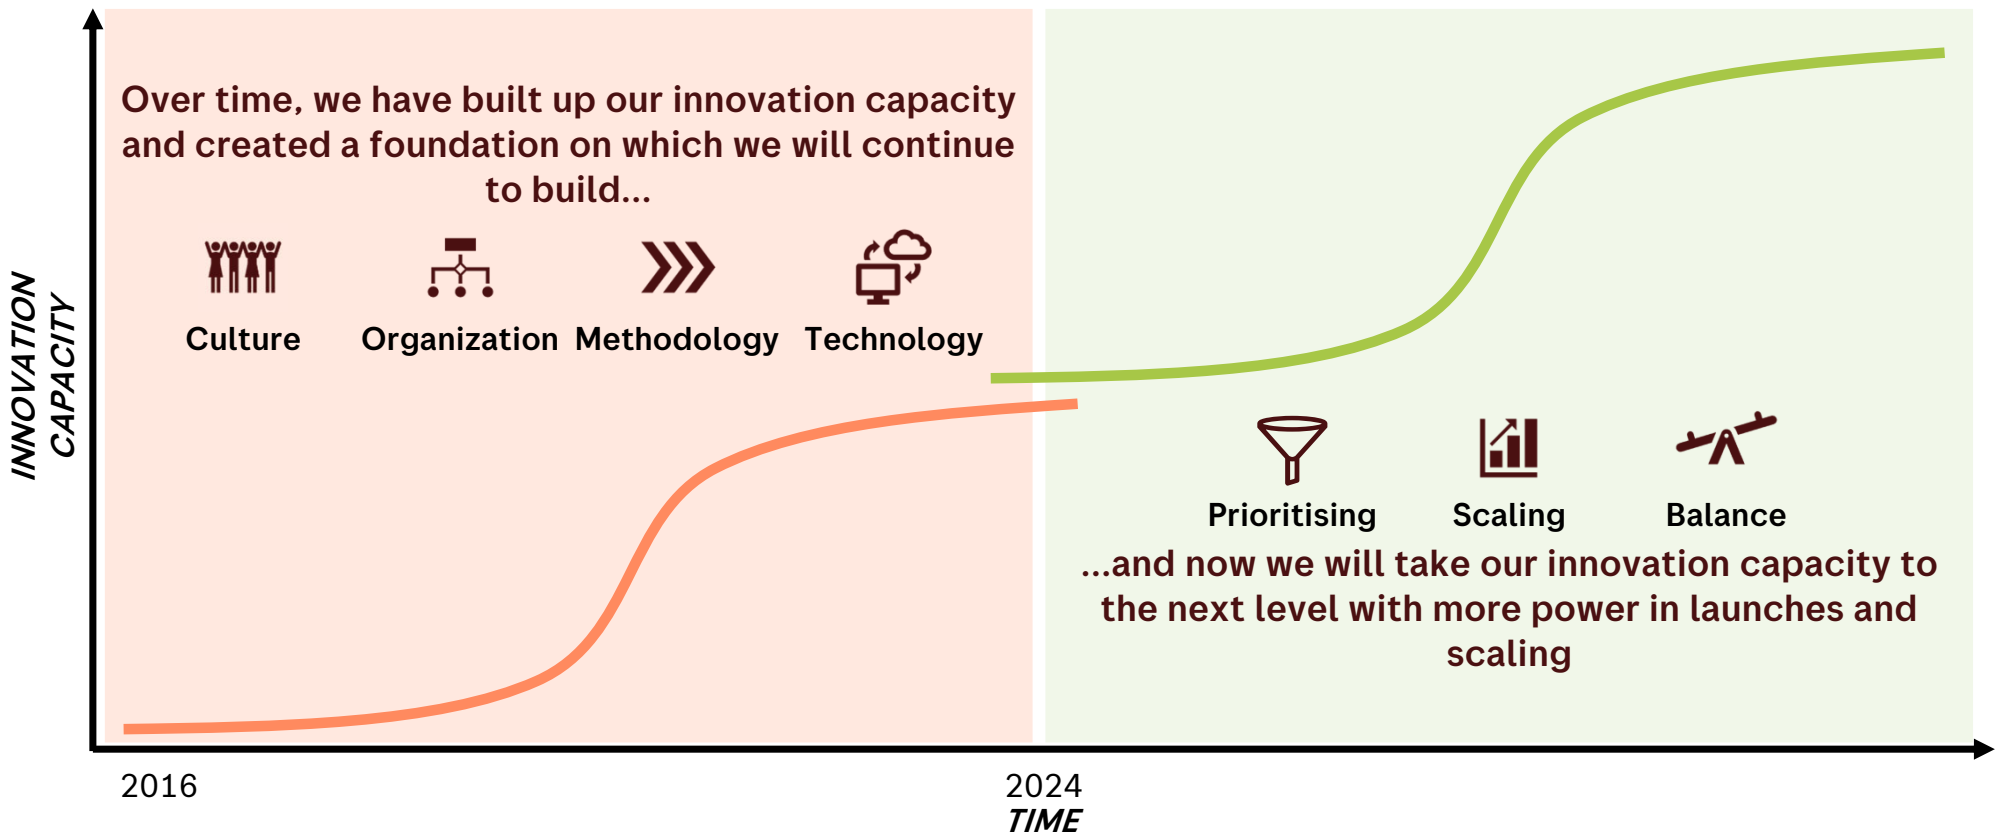 Over time, we have built up our innovation capacity
and created a foundation on which we will continue
to build...
Culture
Organization
Methodology
Technology
INNOVATION
CAPACITY
Prioritising
Scaling
Balance
...and now we will take our innovation capacity to
the next level with more power in launches and
scaling
2016
2024
TIME